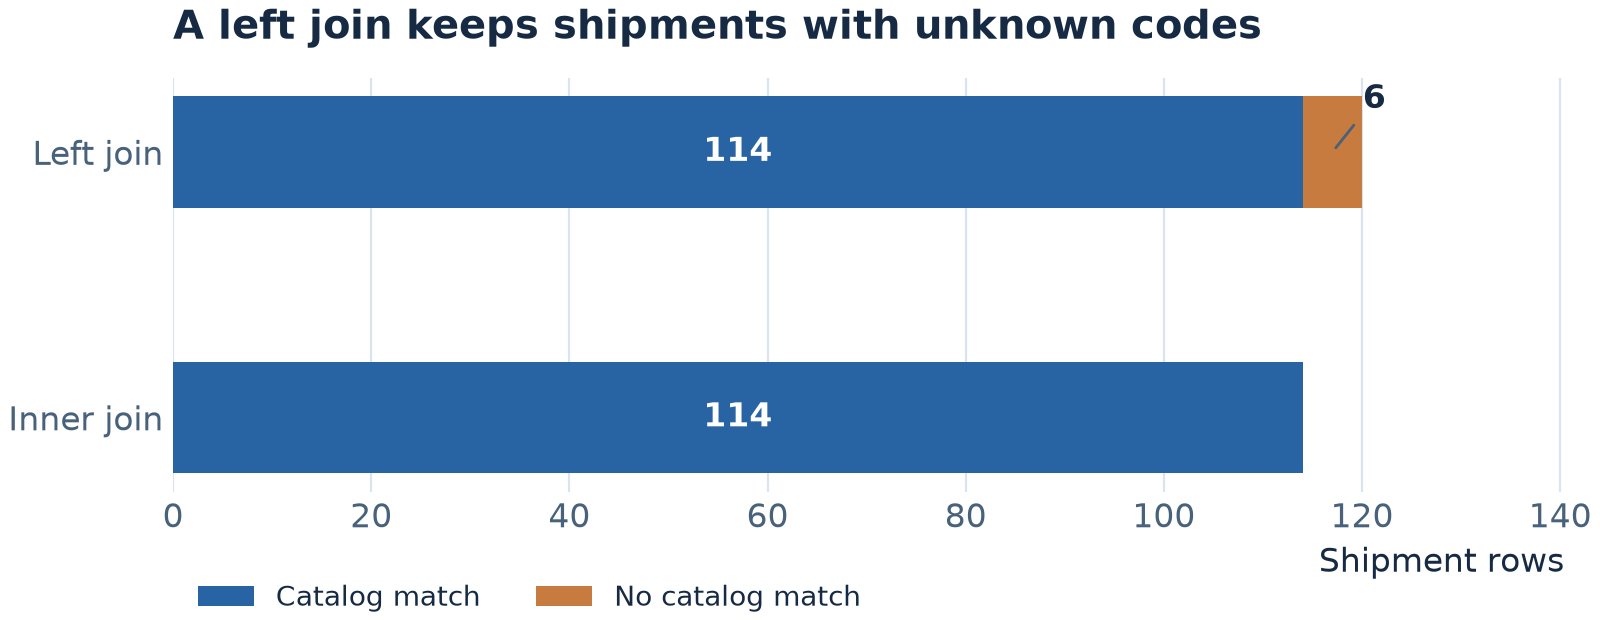 A left join keeps shipments with unknown codes
6
Left join
114
Inner join
114
0 20 40 60 80 100 120 140
Shipment rows
Catalog match No catalog match